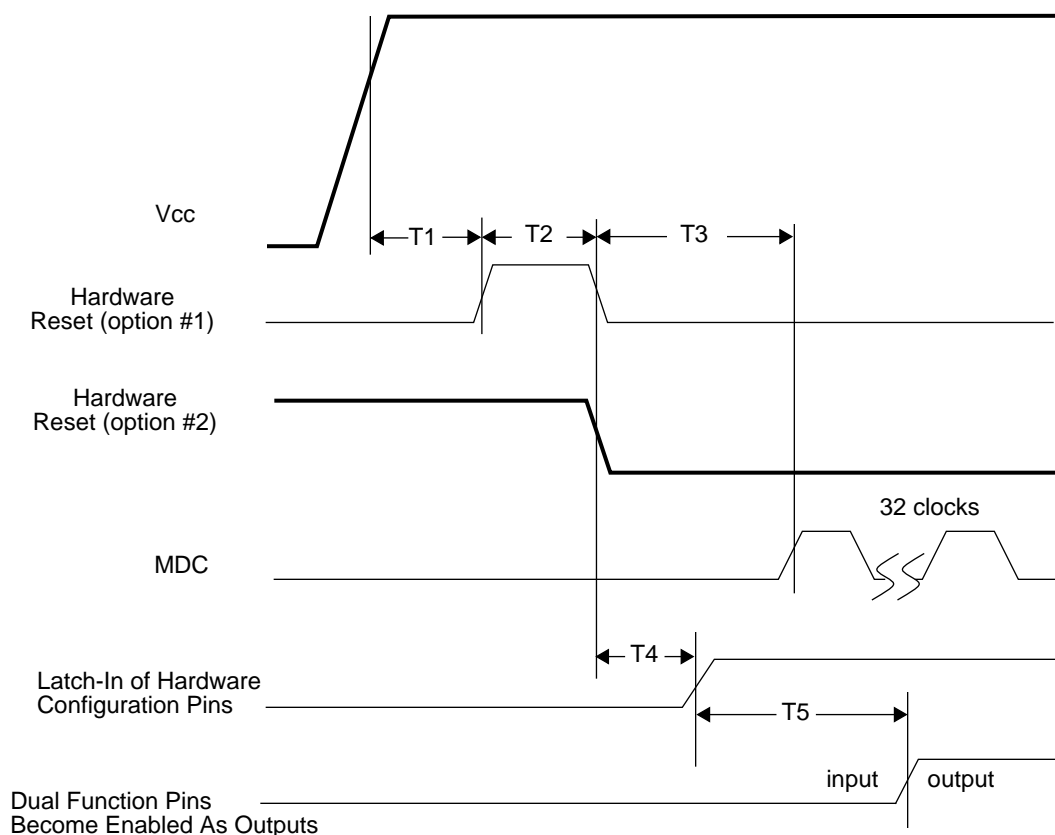 Vcc
T1
T2
T3
Hardware
Reset (option #1)
Hardware
Reset (option #2)
32 clocks
MDC
T4
Latch-In of Hardware
Configuration Pins
T5
input
output
Dual Function Pins
Become Enabled As Outputs